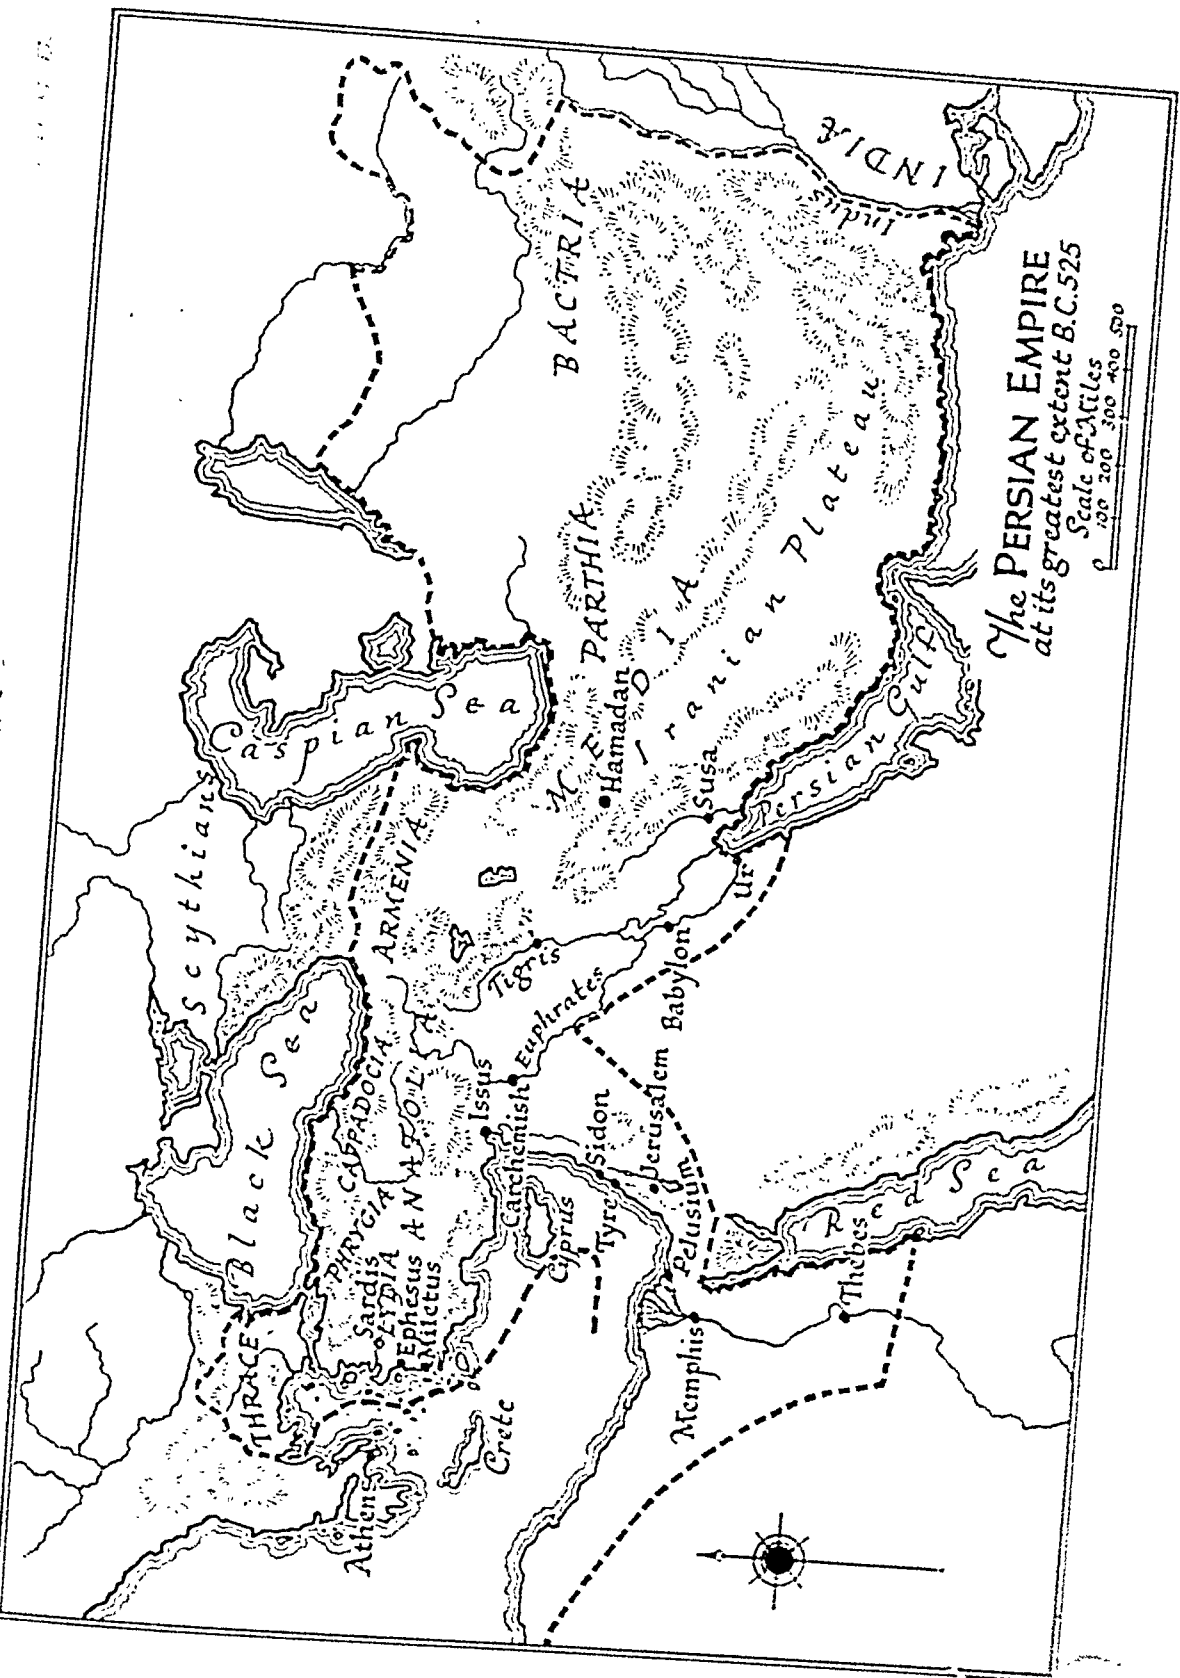 The PERSIAN EMPIRE
at its greatest extent B.C.525
Scale of Miles
0 100 200 300 400 500
Scythians
Caspian Sea
Black Sea
THRACE
PHRYGIA
CAPPADOCIA
ARMENIA
Sardis
LYDIA
Ephesus
Miletus
ANATOLIA
Athens
Crete
Issus
Carchemish
Cyprus
Euphrates
Tigris
Sidon
Tyre
Jerusalem
Pelusium
Memphis
Thebes
Red Sea
Babylon
Ur
Susa
Hamadan
MEDIA
PARTHIA
BACTRIA
Iranian Plateau
Persian Gulf
Indus
INDIÆ